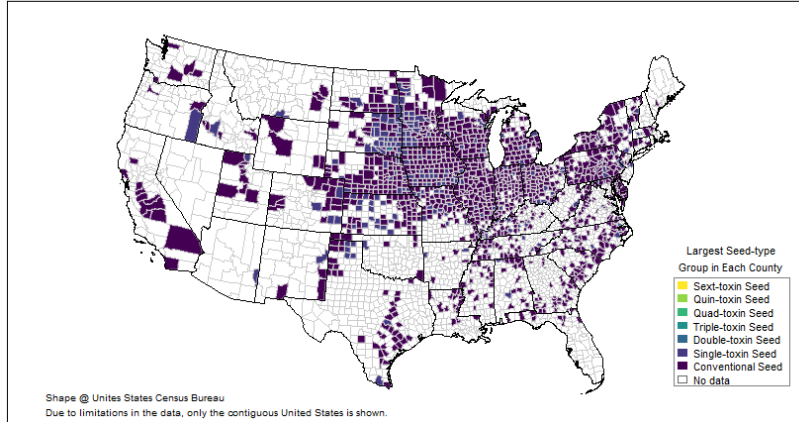 Largest Seed-type
Group in Each County
Sext-toxin Seed
Quin-toxin Seed
Quad-toxin Seed
Triple-toxin Seed
Double-toxin Seed
Single-toxin Seed
Conventional Seed
No data
Shape @ Unites States Census Bureau
Due to limitations in the data, only the contiguous United States is shown.